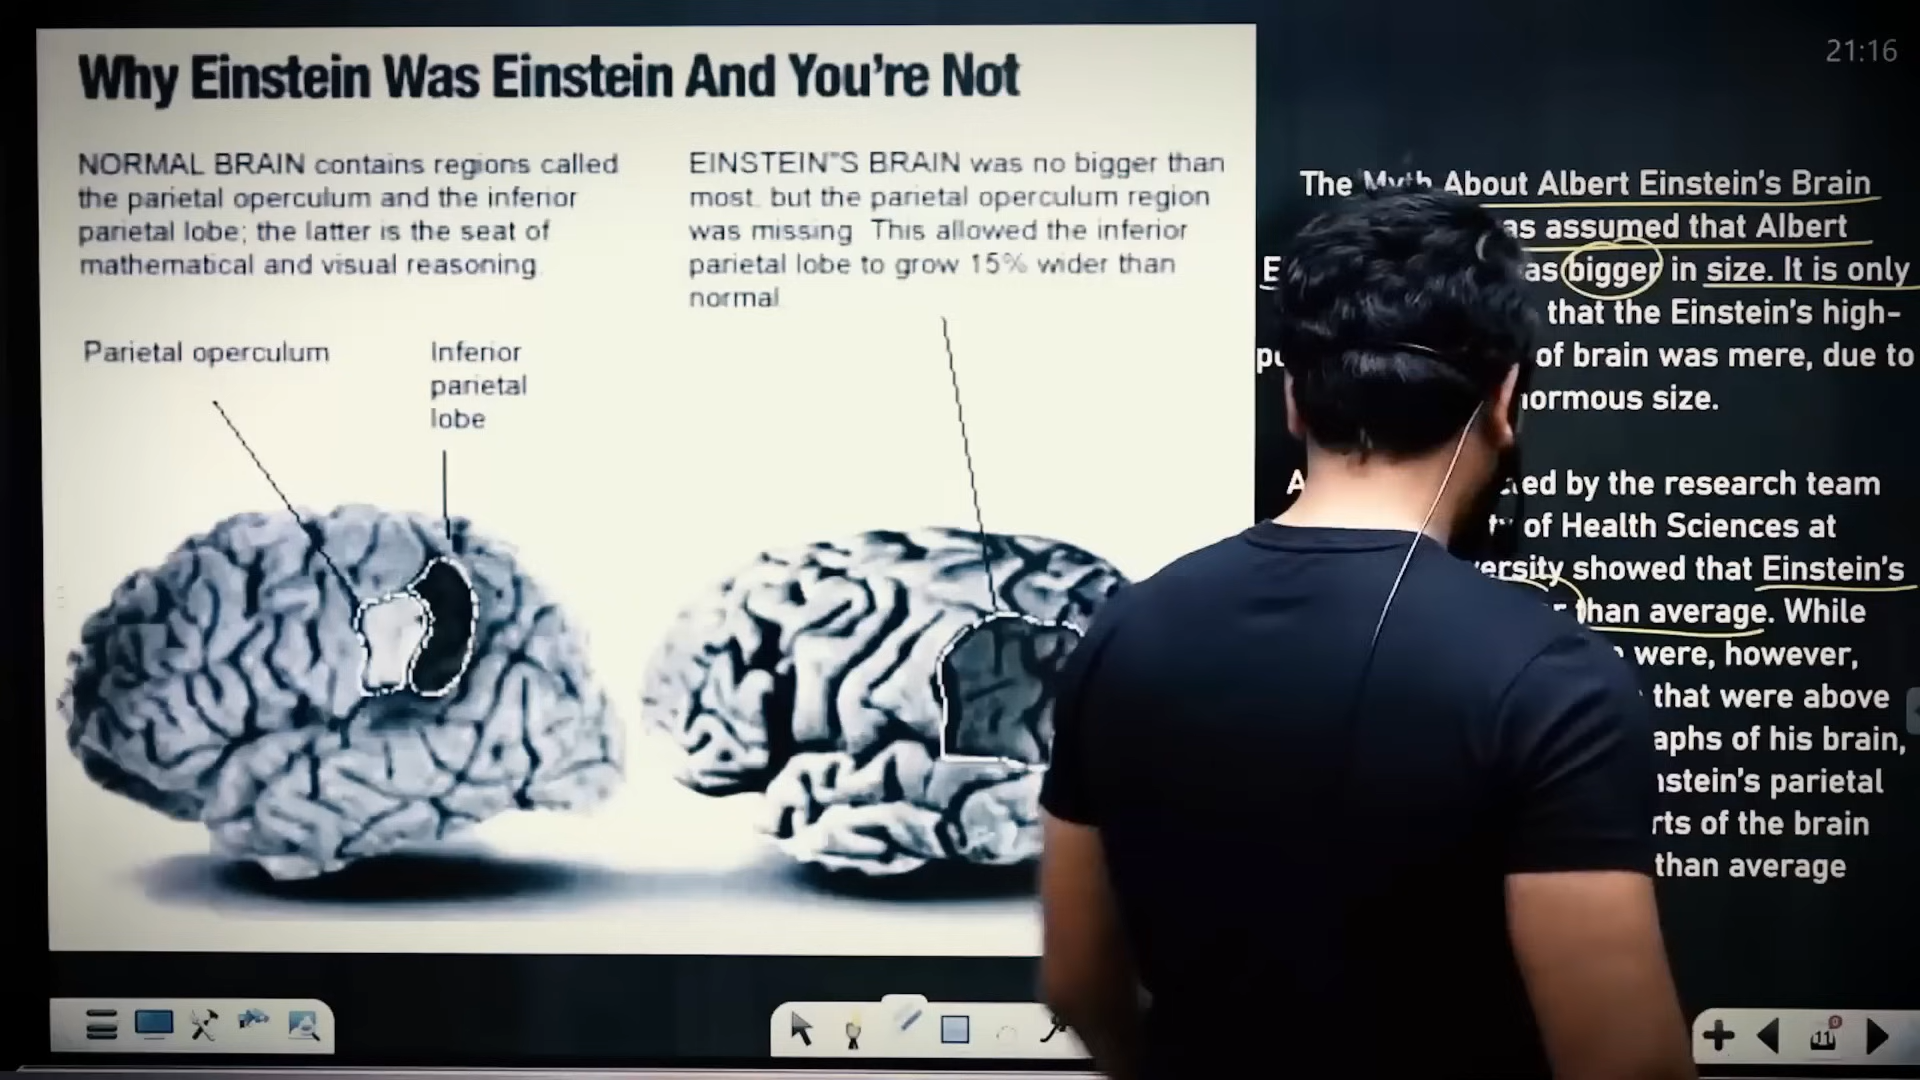 21:16
Why Einstein Was Einstein And You're Not
NORMAL BRAIN contains regions called
the parietal operculum and the inferior
parietal lobe; the latter is the seat of
mathematical and visual reasoning
EINSTEIN"S BRAIN was no bigger than
most. but the parietal operculum region
was missing This allowed the inferior
parietal lobe to grow 15% wider than
normal
Parietal operculum
Inferior
parietal
lobe
The Myth About Albert Einstein's Brain
assumed that Albert
bigger in size. It is only
that the Einstein's high-
of brain was mere, due to
size.
by the research team
of Health Sciences at
showed that Einstein's
than average. While
were, however,
that were above
of his brain,
parietal
of the brain
than average
11